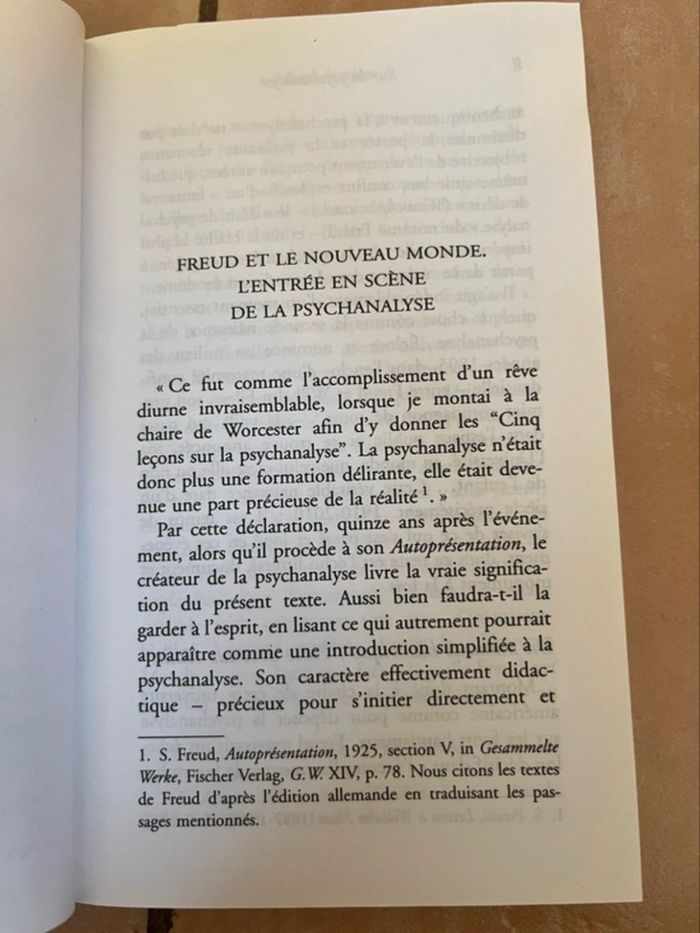 FREUD ET LE NOUVEAU MONDE.
L'ENTRÉE EN SCÈNE
DE LA PSYCHANALYSE
« Ce fut comme l'accomplissement d'un rêve
diurne invraisemblable, lorsque je montai à la
chaire de Worcester afin d'y donner les “Cinq
leçons sur la psychanalyse”. La psychanalyse n'était
donc plus une formation délirante, elle était deve-
nue une part précieuse de la réalité ¹. »
Par cette déclaration, quinze ans après l'événe-
ment, alors qu'il procède à son Autoprésentation, le
créateur de la psychanalyse livre la vraie significa-
tion du présent texte. Aussi bien faudra-t-il la
garder à l'esprit, en lisant ce qui autrement pourrait
apparaître comme une introduction simplifiée à la
psychanalyse. Son caractère effectivement didac-
tique – précieux pour s'initier directement et
1. S. Freud, Autoprésentation, 1925, section V, in Gesammelte
Werke, Fischer Verlag, G.W. XIV, p. 78. Nous citons les textes
de Freud d'après l'édition allemande en traduisant les pas-
sages mentionnés.